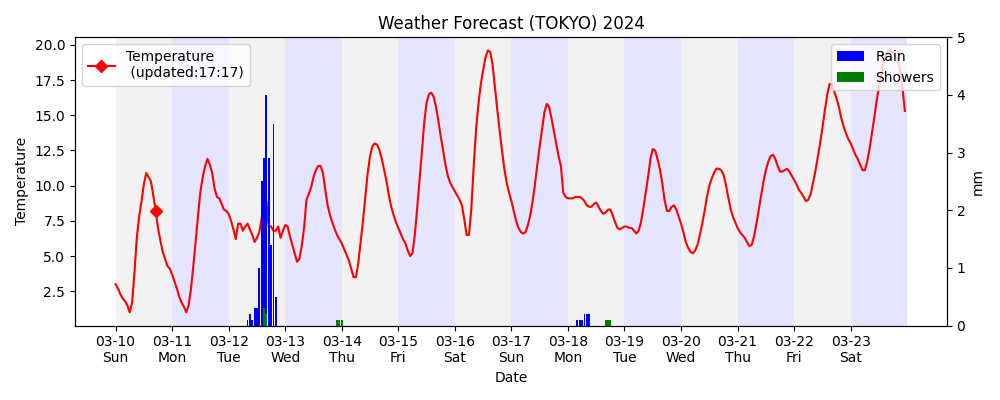 Weather Forecast (TOKYO) 2024
Temperature
(updated:17:17)
Rain
Showers
20.0
17.5
15.0
12.5
10.0
7.5
5.0
2.5
Temperature
5
4
3
2
1
0
mm
03-10 03-11 03-12 03-13 03-14 03-15 03-16 03-17 03-18 03-19 03-20 03-21 03-22 03-23
Sun Mon Tue Wed Thu Fri Sat Sun Mon Tue Wed Thu Fri Sat
Date